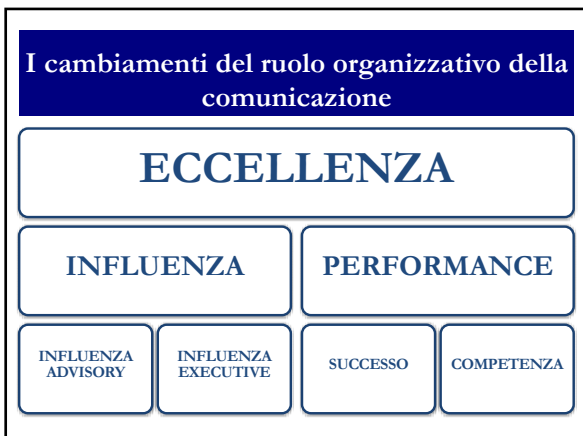 I cambiamenti del ruolo organizzativo della
comunicazione
ECCELLENZA
INFLUENZA
PERFORMANCE
INFLUENZA
ADVISORY
INFLUENZA
EXECUTIVE
SUCCESSO
COMPETENZA